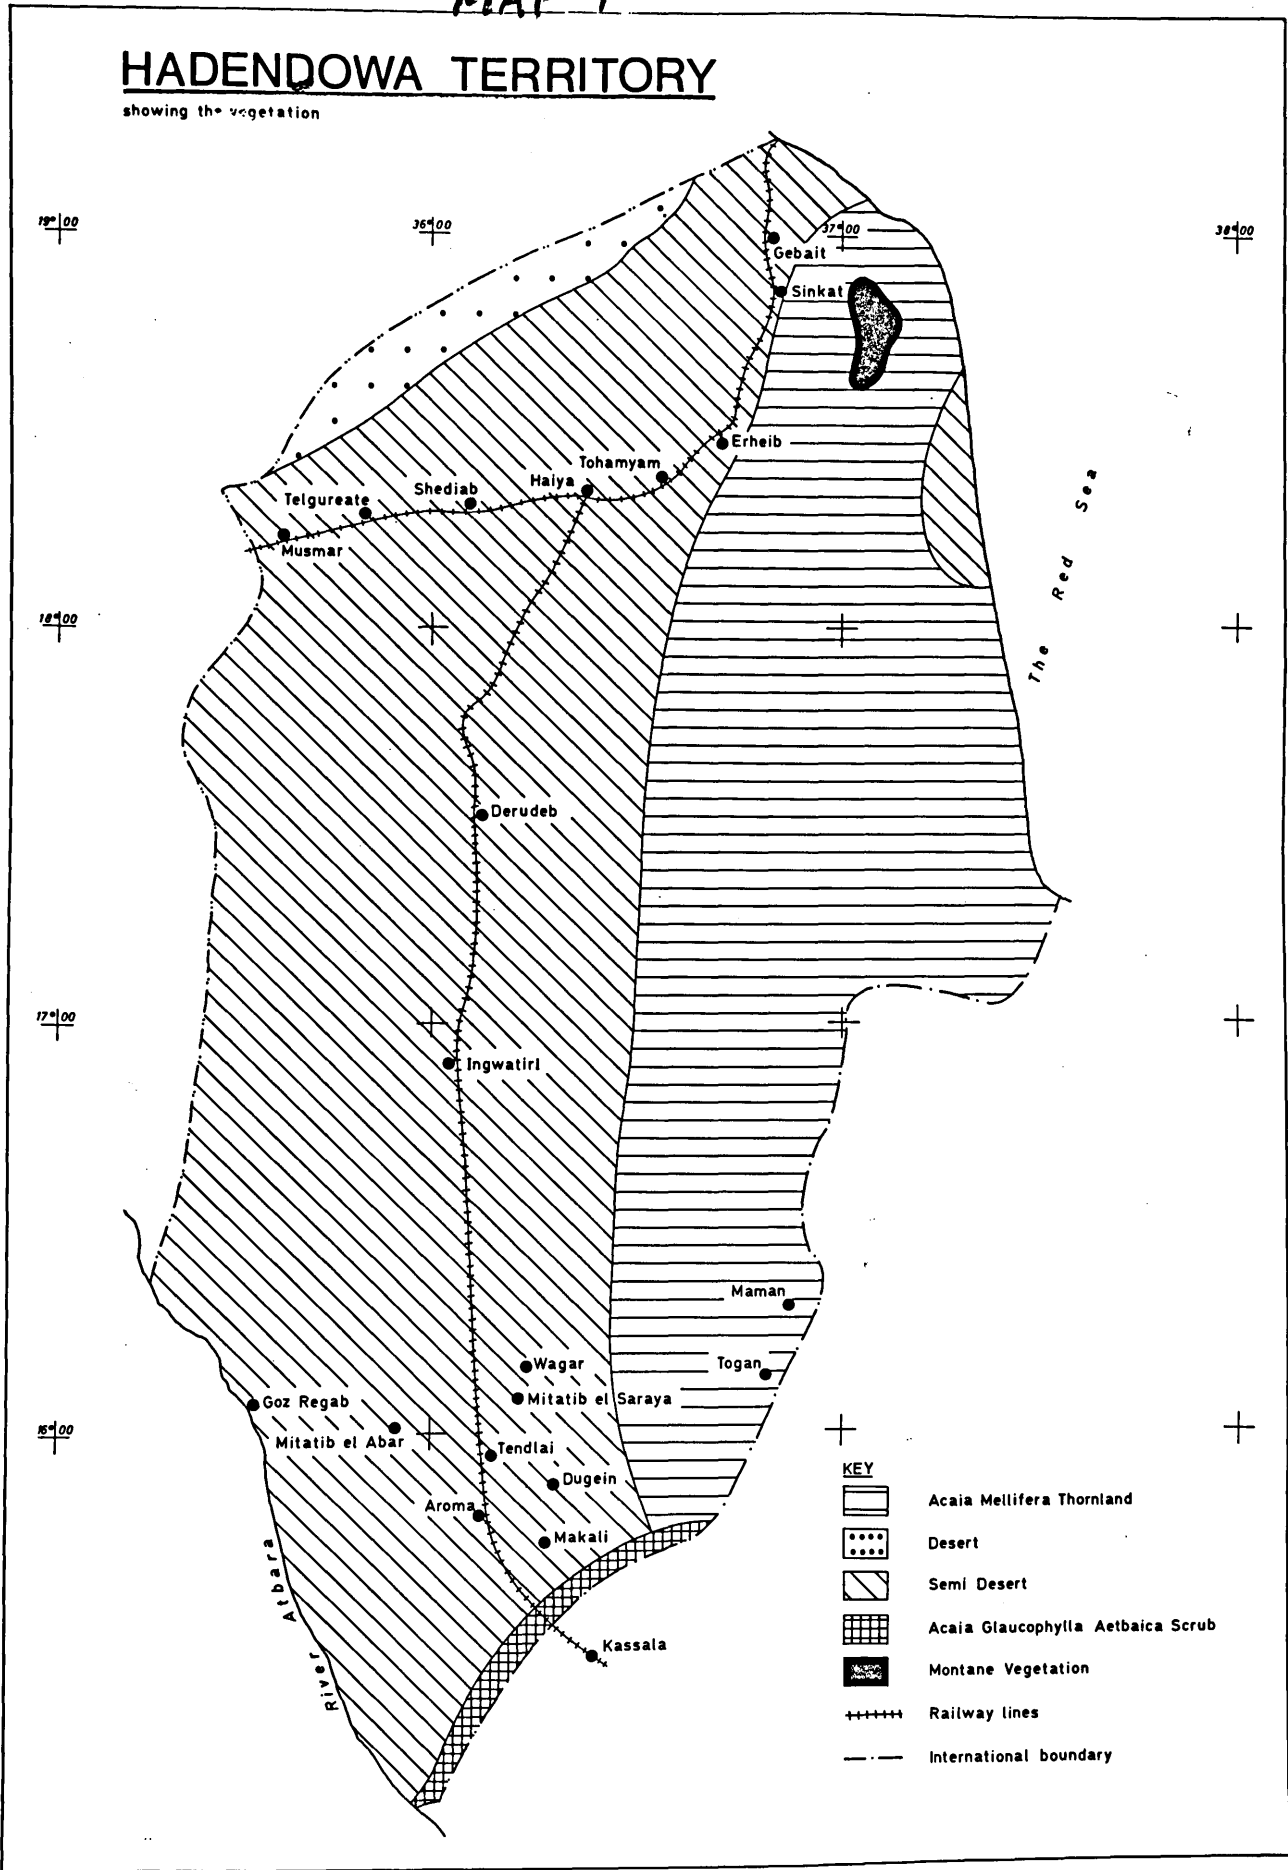 MAP 1
HADENDOWA TERRITORY
showing the vegetation
19°00
36°00
37°00
38°00
Gebait
Sinkat
Erheib
Tohamyam
Haiya
Shediab
Telgureate
Musmar
The Red Sea
18°00
Derudeb
17°00
Ingwatiri
Maman
Wagar
Togan
Mitatib el Saraya
Goz Regab
16°00
Mitatib el Abar
Tendlai
Dugein
Aroma
Makali
Kassala
River Atbara
KEY
Acaia Mellifera Thornland
Desert
Semi Desert
Acaia Glaucophylla Aetbaica Scrub
Montane Vegetation
Railway lines
International boundary